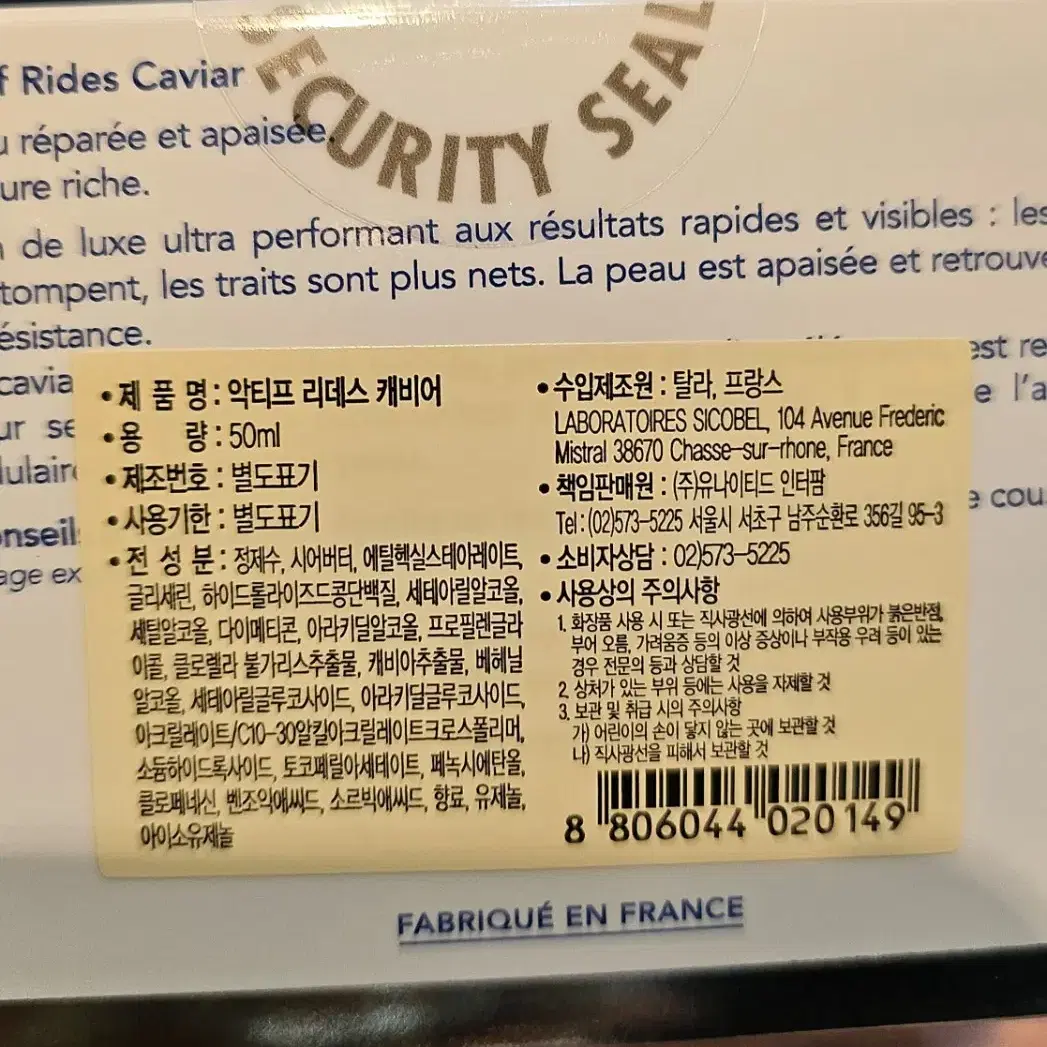 SECURITY SEAL
Rides Caviar
réparée et apaisée.
riche.
de luxe ultra performant aux résultats rapides et visibles : les
les traits sont plus nets. La peau est apaisée et
• 제 품 명 : 악티프 리데스 캐비어
• 용 량 : 50ml
• 제조번호 : 별도표기
• 사용기한 : 별도표기
• 전 성 분 : 정제수, 시어버터, 에틸헥실스테아레이트,
글리세린, 하이드롤라이즈드콩단백질, 세테아릴알코올,
세틸알코올, 다이메티콘, 아라키딜알코올, 프로필렌글라
이콜, 클로렐라 불가리스추출물, 캐비아추출물, 베헤닐
알코올, 세테아릴글루코사이드, 아라키딜글루코사이드,
아크릴레이트/C10-30알킬아크릴레이트크로스폴리머,
소듐하이드록사이드, 토코페릴아세테이트, 페녹시에탄올,
클로페네신, 벤조익애씨드, 소르빅애씨드, 향료, 유제놀,
아이소유제놀
• 수입제조원 : 탈라, 프랑스
LABORATOIRES SICOBEL, 104 Avenue Frederic
Mistral 38670 Chasse-sur-rhone, France
• 책임판매원 : (주)유나이티드 인터팜
Tel : (02)573-5225 서울시 서초구 남주순환로 356길 95-3
• 소비자상담 : 02)573-5225
• 사용상의 주의사항
1. 화장품 사용 시 또는 직사광선에 의하여 사용부위가 붉은반점,
부어 오름, 가려움증 등의 이상 증상이나 부작용 우려 등이 있는
경우 전문의 등과 상담할 것
2. 상처가 있는 부위 등에는 사용을 자제할 것
3. 보관 및 취급 시의 주의사항
가) 어린이의 손이 닿지 않는 곳에 보관할 것
나) 직사광선을 피해서 보관할 것
8 806044 020149
FABRIQUÉ EN FRANCE